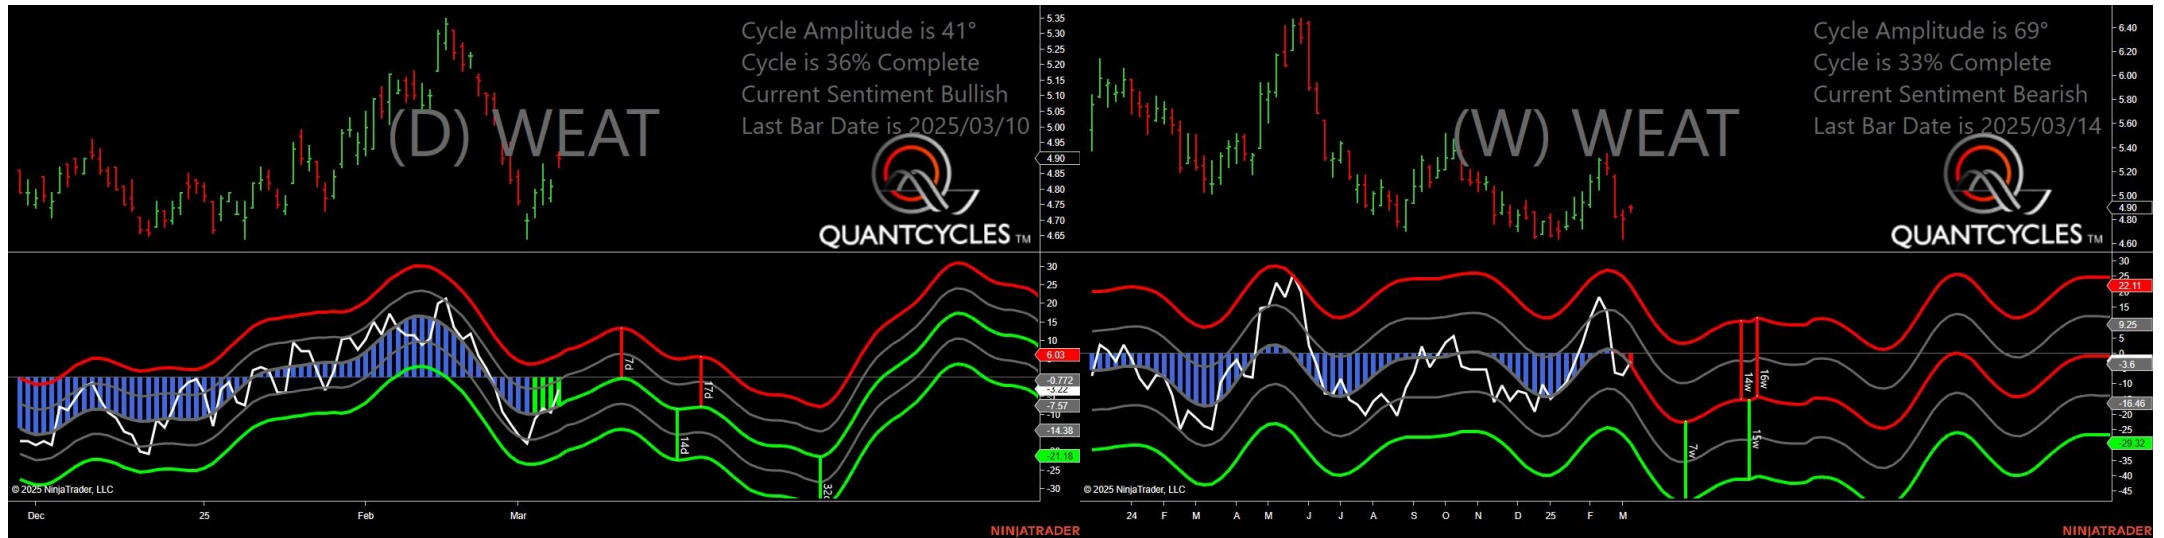 Cycle Amplitude is 41°
Cycle is 36% Complete
Current Sentiment Bullish
Last Bar Date is 2025/03/10
(D) WEAT
QUANTCYCLES TM
5.35
5.30
5.25
5.20
5.15
5.10
5.05
5.00
4.95
4.90
4.85
4.80
4.75
4.70
4.65
30
25
20
15
10
6.03
-0.772
-3.22
-7.57
-10
-14.38
-21.18
-25
-30
7d
17d
14d
© 2025 NinjaTrader, LLC
Dec 25 Feb Mar
NINJATRADER
Cycle Amplitude is 69°
Cycle is 33% Complete
Current Sentiment Bearish
Last Bar Date is 2025/03/14
(W) WEAT
QUANTCYCLES TM
6.40
6.20
6.00
5.80
5.60
5.40
5.20
5.00
4.90
4.80
4.60
30
25
22.11
15
9.25
5
0
-3.6
-10
-16.46
-20
-25
-29.32
-35
-40
-45
14w
16w
7w
15w
© 2025 NinjaTrader, LLC
24 F M A M J J A S O N D 25 F M
NINJATRADER